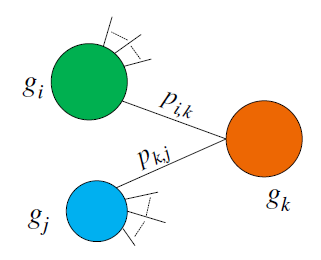 g_i
p_{i,k}
p_{k,j}
g_j
g_k